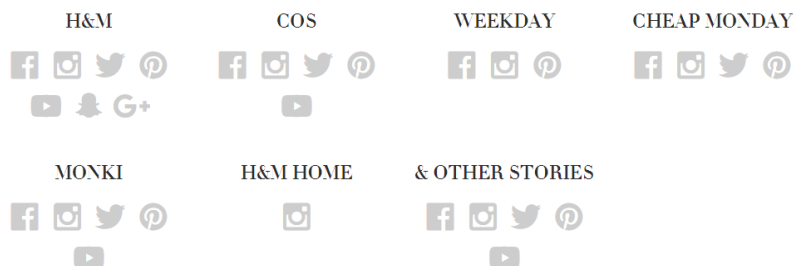 H&M
COS
WEEKDAY
CHEAP MONDAY
MONKI
H&M HOME
& OTHER STORIES